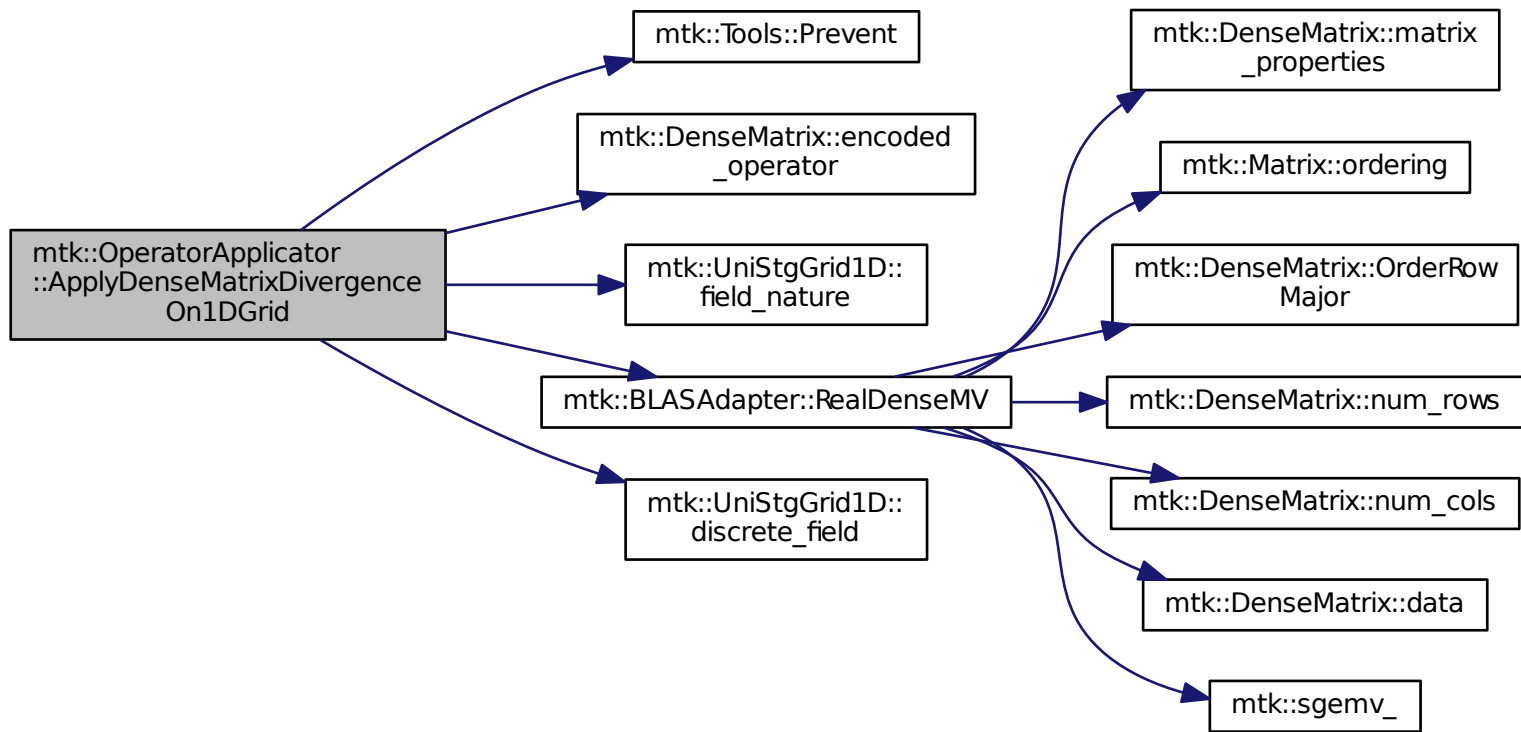 mtk::OperatorApplicator
::ApplyDenseMatrixDivergence
On1DGrid
mtk::Tools::Prevent
mtk::DenseMatrix::encoded
_operator
mtk::UniStgGrid1D::
field_nature
mtk::BLASAdapter::RealDenseMV
mtk::UniStgGrid1D::
discrete_field
mtk::DenseMatrix::matrix
_properties
mtk::Matrix::ordering
mtk::DenseMatrix::OrderRow
Major
mtk::DenseMatrix::num_rows
mtk::DenseMatrix::num_cols
mtk::DenseMatrix::data
mtk::sgemv_